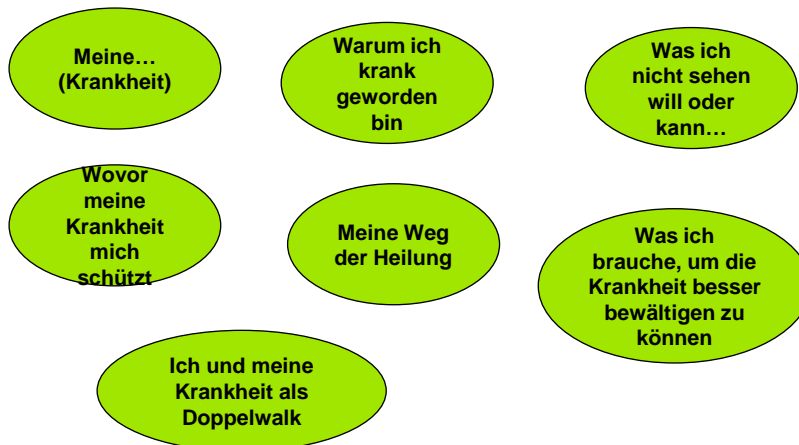 Meine…
(Krankheit)
Warum ich
krank
geworden
bin
Was ich
nicht sehen
will oder
kann…
Wovor
meine
Krankheit
mich
schützt
Meine Weg
der Heilung
Was ich
brauche, um die
Krankheit besser
bewältigen zu
können
Ich und meine
Krankheit als
Doppelwalk